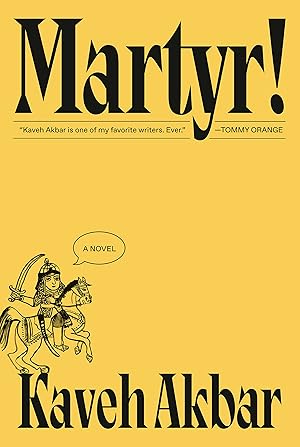 Martyr!
“Kaveh Akbar is one of my favorite writers. Ever.” —TOMMY ORANGE
A NOVEL
Kaveh Akbar